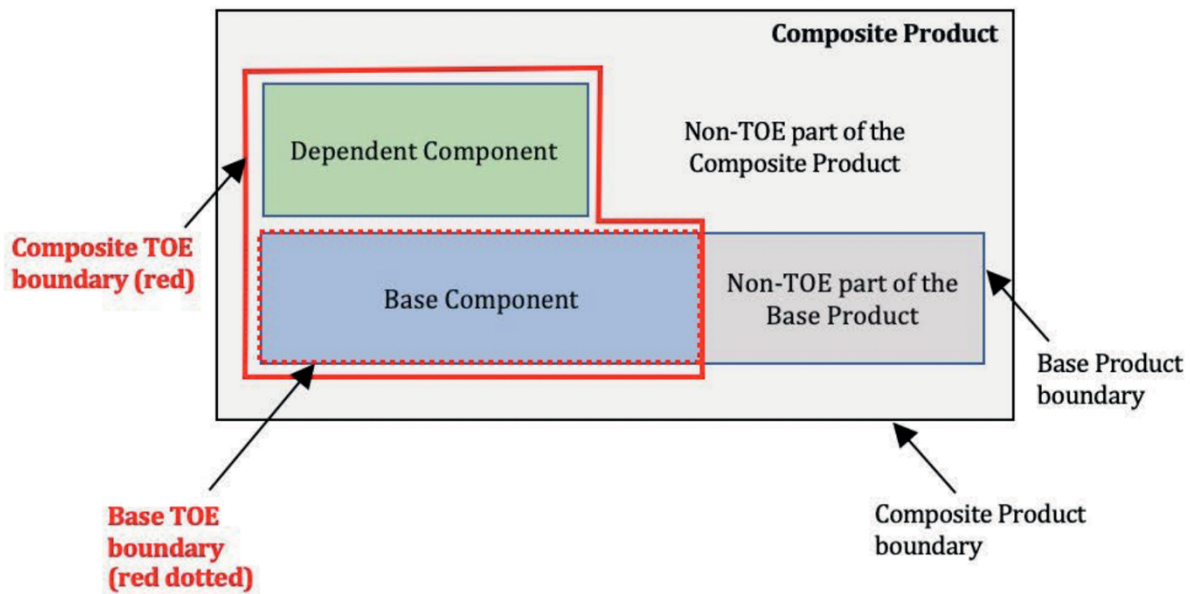 Composite Product
Dependent Component
Non-TOE part of the
Composite Product
Composite TOE
boundary (red)
Base Component
Non-TOE part of the
Base Product
Base Product
boundary
Base TOE
boundary
(red dotted)
Composite Product
boundary